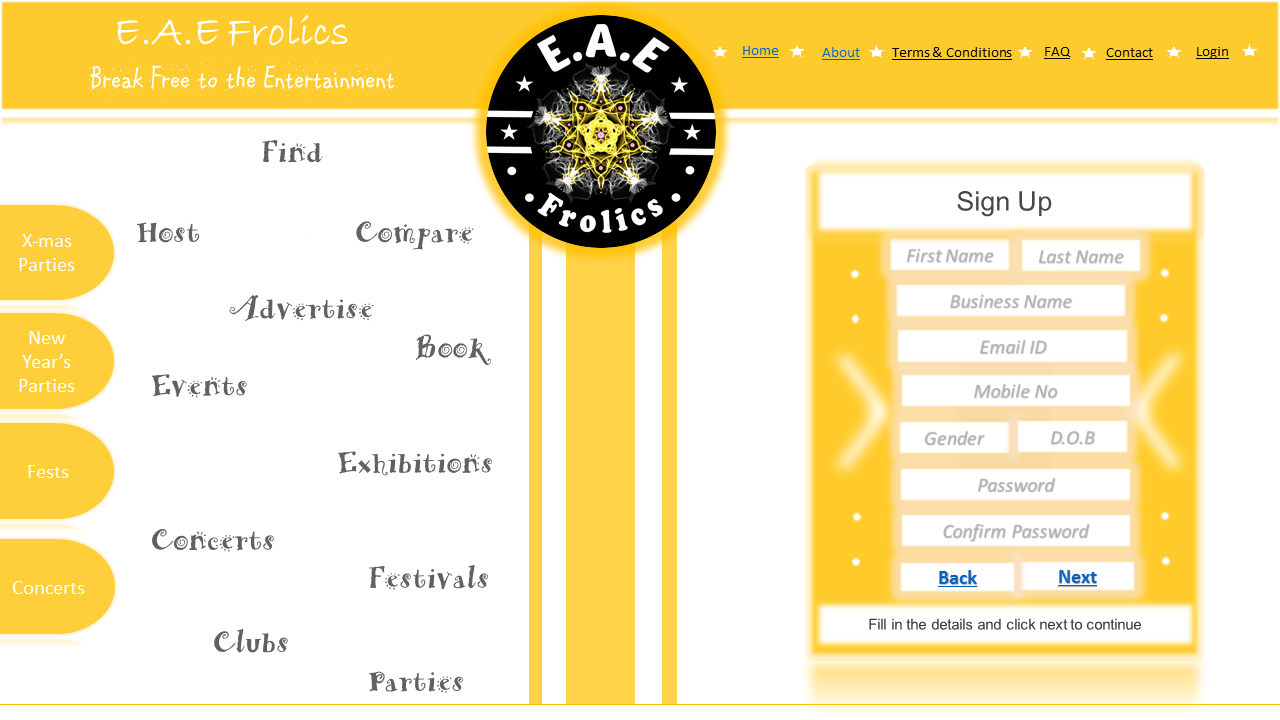 E.A.E Frolics
Break Free to the Entertainment
E.A.E
Frolics
Home
About
Terms & Conditions
FAQ
Contact
Login
Find
Host
Compare
Advertise
Book
Events
Exhibitions
Concerts
Festivals
Clubs
Parties
X-mas
Parties
New
Year's
Parties
Fests
Concerts
Sign Up
First Name
Last Name
Business Name
Email ID
Mobile No
Gender
D.O.B
Password
Confirm Password
Back
Next
Fill in the details and click next to continue